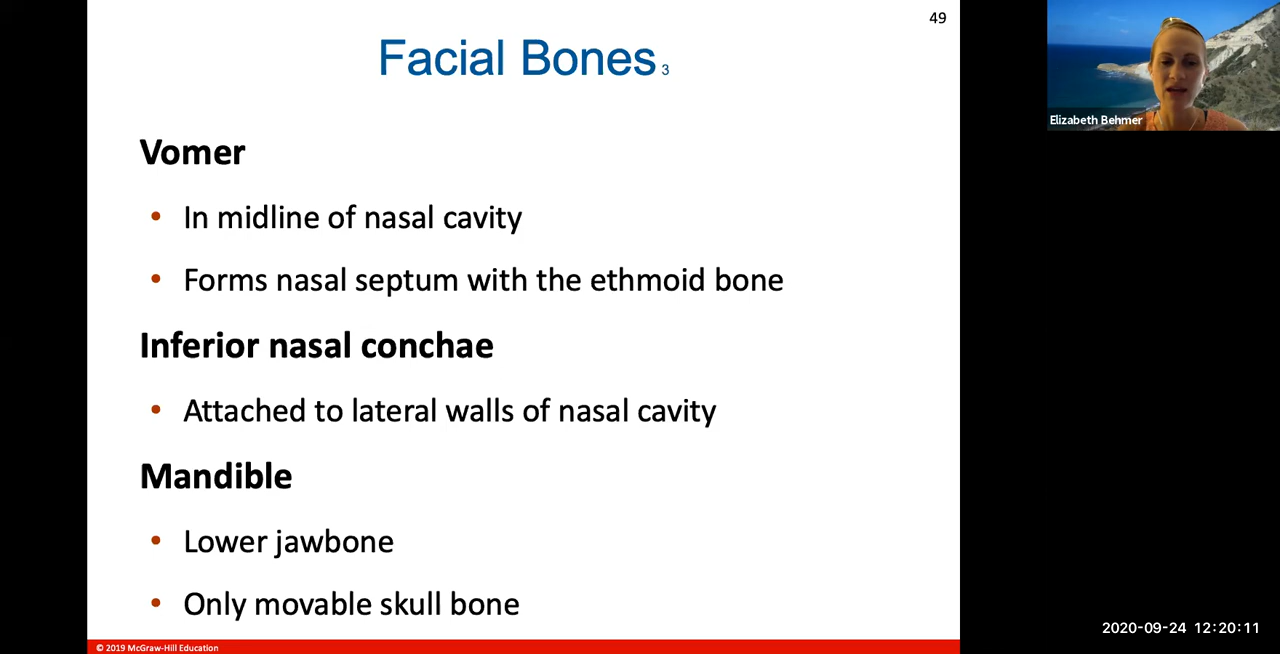 49
Facial Bones 3
Vomer
• In midline of nasal cavity
• Forms nasal septum with the ethmoid bone
Inferior nasal conchae
• Attached to lateral walls of nasal cavity
Mandible
• Lower jawbone
• Only movable skull bone
© 2019 McGraw-Hill Education
Elizabeth Behmer
2020-09-24 12:20:11